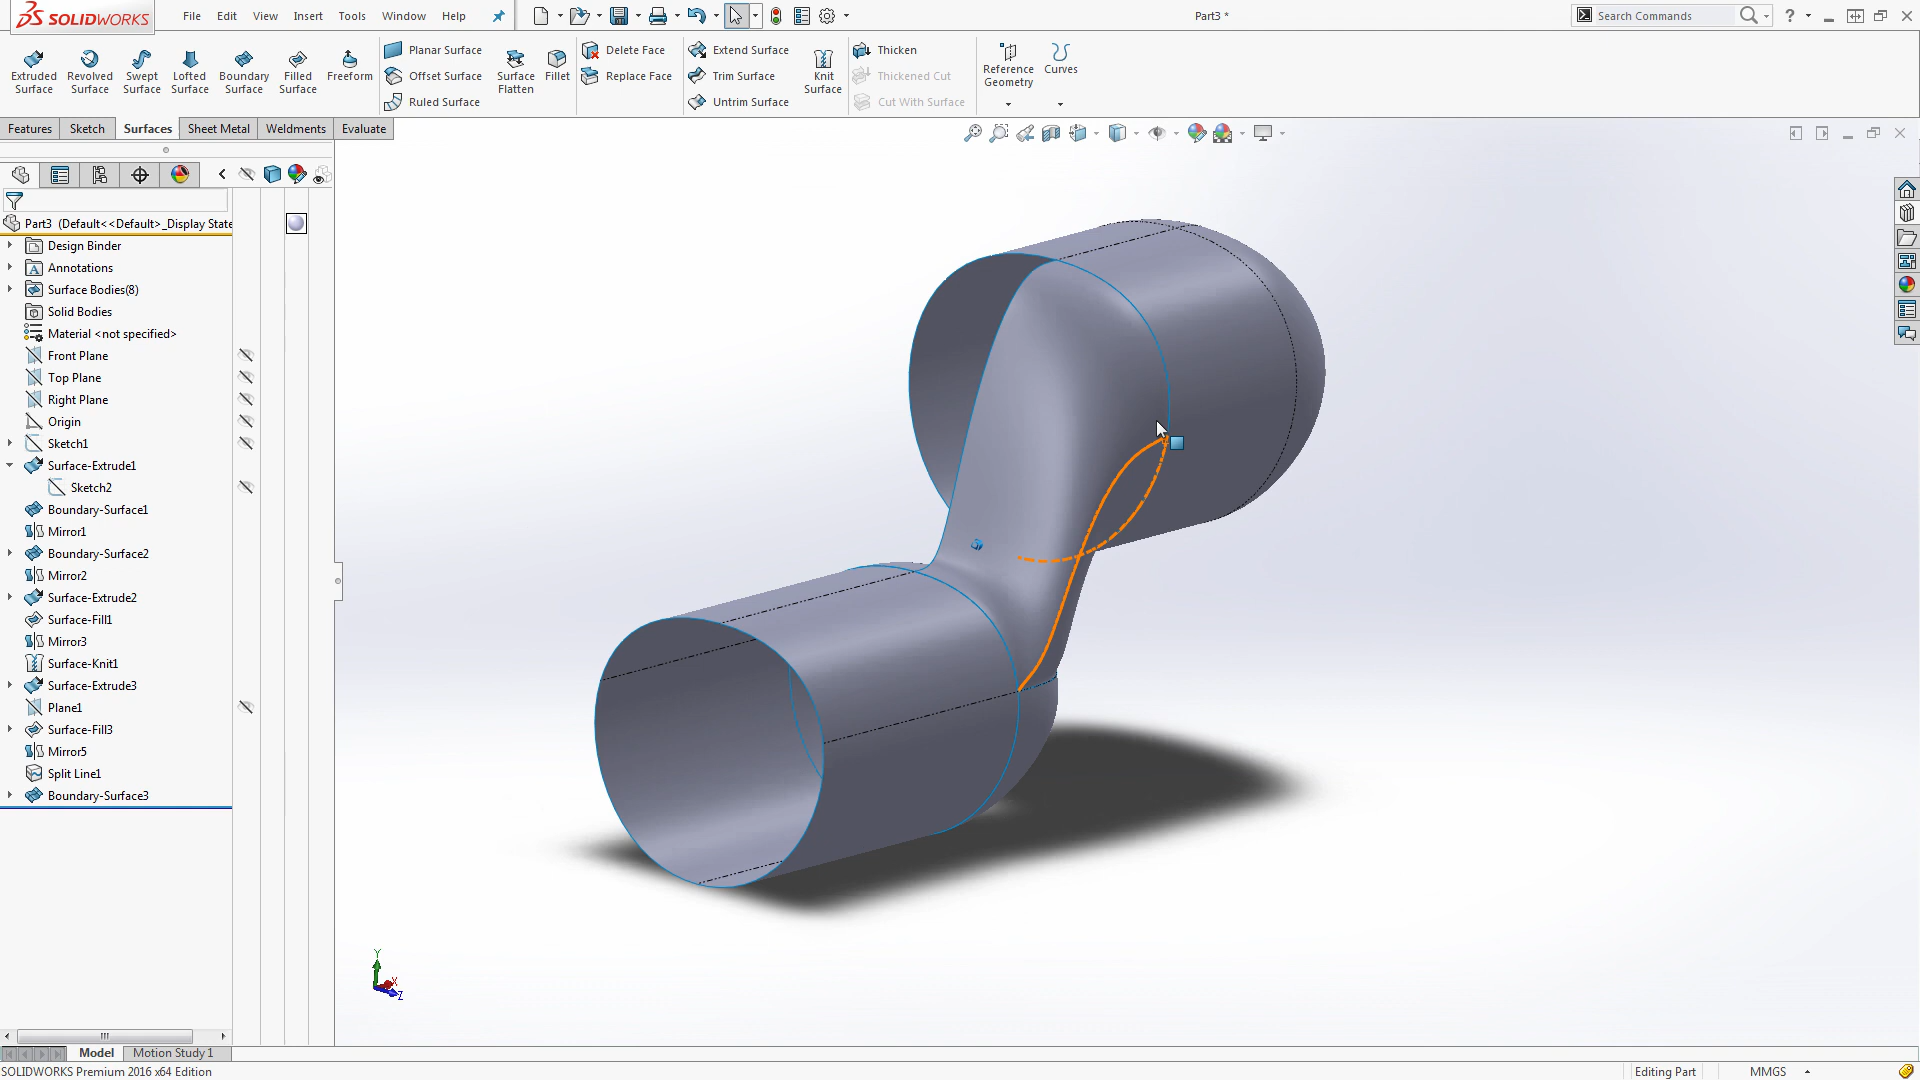 SOLIDWORKS File Edit View Insert Tools Window Help Part3 * Search Commands ?
Extruded Surface
Revolved Surface
Swept Surface
Lofted Surface
Boundary Surface
Filled Surface
Freeform
Planar Surface
Offset Surface
Ruled Surface
Surface Flatten
Fillet
Delete Face
Replace Face
Extend Surface
Trim Surface
Untrim Surface
Knit Surface
Thicken
Thickened Cut
Cut With Surface
Reference Geometry
Curves
Features Sketch Surfaces Sheet Metal Weldments Evaluate
Part3 (Default<<Default>_Display State
Design Binder
Annotations
Surface Bodies(8)
Solid Bodies
Material <not specified>
Front Plane
Top Plane
Right Plane
Origin
Sketch1
Surface-Extrude1
Sketch2
Boundary-Surface1
Mirror1
Boundary-Surface2
Mirror2
Surface-Extrude2
Surface-Fill1
Mirror3
Surface-Knit1
Surface-Extrude3
Plane1
Surface-Fill3
Mirror5
Split Line1
Boundary-Surface3
Y
X
Z
Model Motion Study 1
SOLIDWORKS Premium 2016 x64 Edition Editing Part MMGS